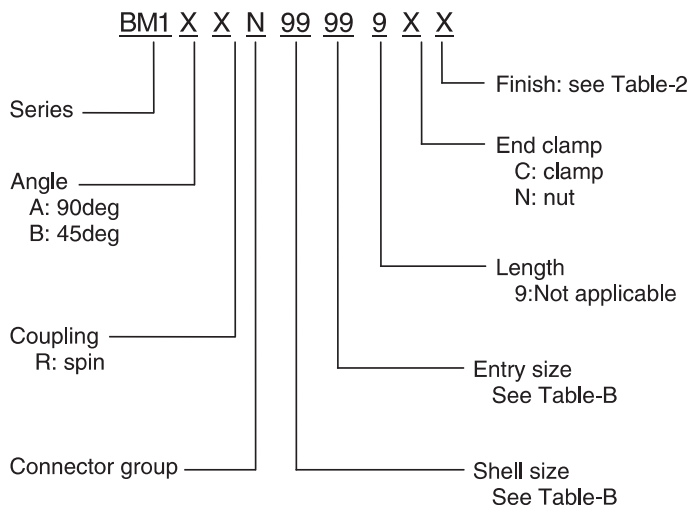 BM1 X X N 99 99 9 X X
Series
Angle
A: 90deg
B: 45deg
Coupling
R: spin
Connector group
Finish: see Table-2
End clamp
C: clamp
N: nut
Length
9:Not applicable
Entry size
See Table-B
Shell size
See Table-B